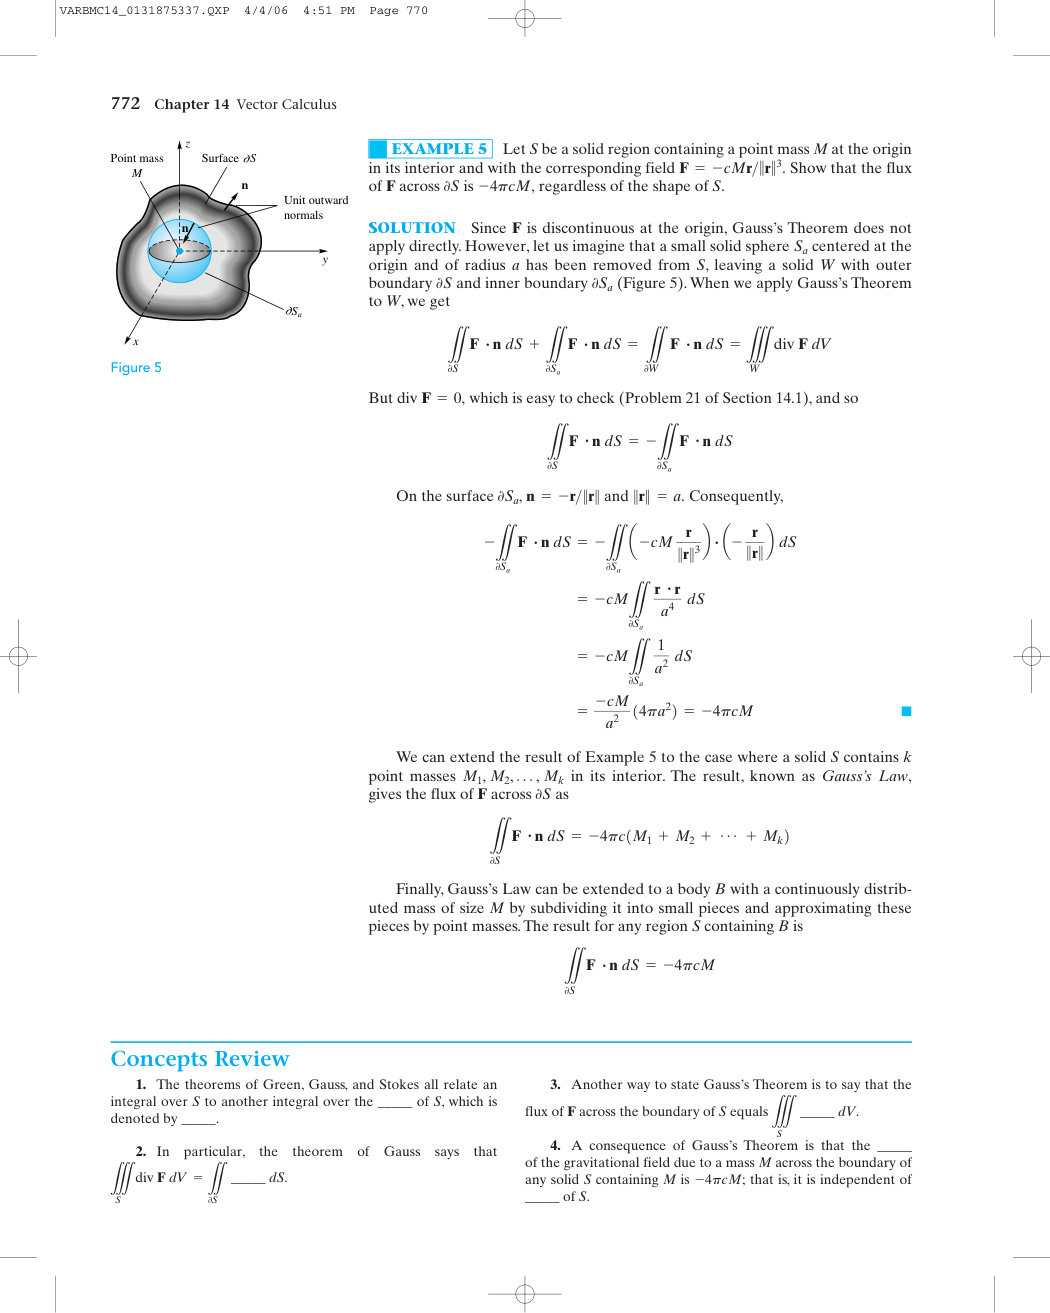 VARBMC14_0131875337.QXP 4/4/06 4:51 PM Page 770
772 Chapter 14 Vector Calculus
z
Point mass
M
Surface ∂S
n
Unit outward
normals
n
y
∂Sₐ
x
Figure 5
EXAMPLE 5 Let S be a solid region containing a point mass M at the origin
in its interior and with the corresponding field F = −cMr/‖r‖³. Show that the flux
of F across ∂S is −4πcM, regardless of the shape of S.
SOLUTION Since F is discontinuous at the origin, Gauss's Theorem does not
apply directly. However, let us imagine that a small solid sphere Sₐ centered at the
origin and of radius a has been removed from S, leaving a solid W with outer
boundary ∂S and inner boundary ∂Sₐ (Figure 5). When we apply Gauss's Theorem
to W, we get
∬_∂S F · n dS + ∬_∂Sₐ F · n dS = ∬_∂W F · n dS = ∭_W div F dV
But div F = 0, which is easy to check (Problem 21 of Section 14.1), and so
∬_∂S F · n dS = −∬_∂Sₐ F · n dS
On the surface ∂Sₐ, n = −r/‖r‖ and ‖r‖ = a. Consequently,
−∬_∂Sₐ F · n dS = −∬_∂Sₐ (−cM r/‖r‖³) · (− r/‖r‖) dS
= −cM ∬_∂Sₐ (r · r)/a⁴ dS
= −cM ∬_∂Sₐ 1/a² dS
= −cM/a² (4πa²) = −4πcM
We can extend the result of Example 5 to the case where a solid S contains k
point masses M₁, M₂, . . . , Mₖ in its interior. The result, known as Gauss's Law,
gives the flux of F across ∂S as
∬_∂S F · n dS = −4πc(M₁ + M₂ + ··· + Mₖ)
Finally, Gauss's Law can be extended to a body B with a continuously distrib-
uted mass of size M by subdividing it into small pieces and approximating these
pieces by point masses. The result for any region S containing B is
∬_∂S F · n dS = −4πcM
Concepts Review
1. The theorems of Green, Gauss, and Stokes all relate an
integral over S to another integral over the _____ of S, which is
denoted by _____.
2. In particular, the theorem of Gauss says that
∭_S div F dV = ∬_∂S _____ dS.
3. Another way to state Gauss's Theorem is to say that the
flux of F across the boundary of S equals ∭_S _____ dV.
4. A consequence of Gauss's Theorem is that the _____
of the gravitational field due to a mass M across the boundary of
any solid S containing M is −4πcM; that is, it is independent of
_____ of S.